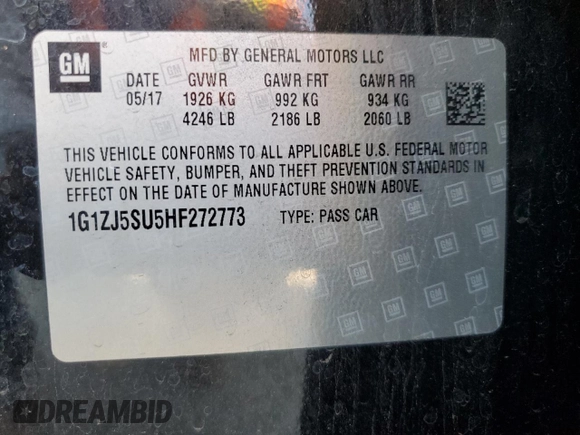 GM
MFD BY GENERAL MOTORS LLC
DATE GVWR GAWR FRT GAWR RR
05/17 1926 KG 992 KG 934 KG
4246 LB 2186 LB 2060 LB
THIS VEHICLE CONFORMS TO ALL APPLICABLE U.S. FEDERAL MOTOR
VEHICLE SAFETY, BUMPER, AND THEFT PREVENTION STANDARDS IN
EFFECT ON THE DATE OF MANUFACTURE SHOWN ABOVE.
1G1ZJ5SU5HF272773 TYPE: PASS CAR
DREAMBID